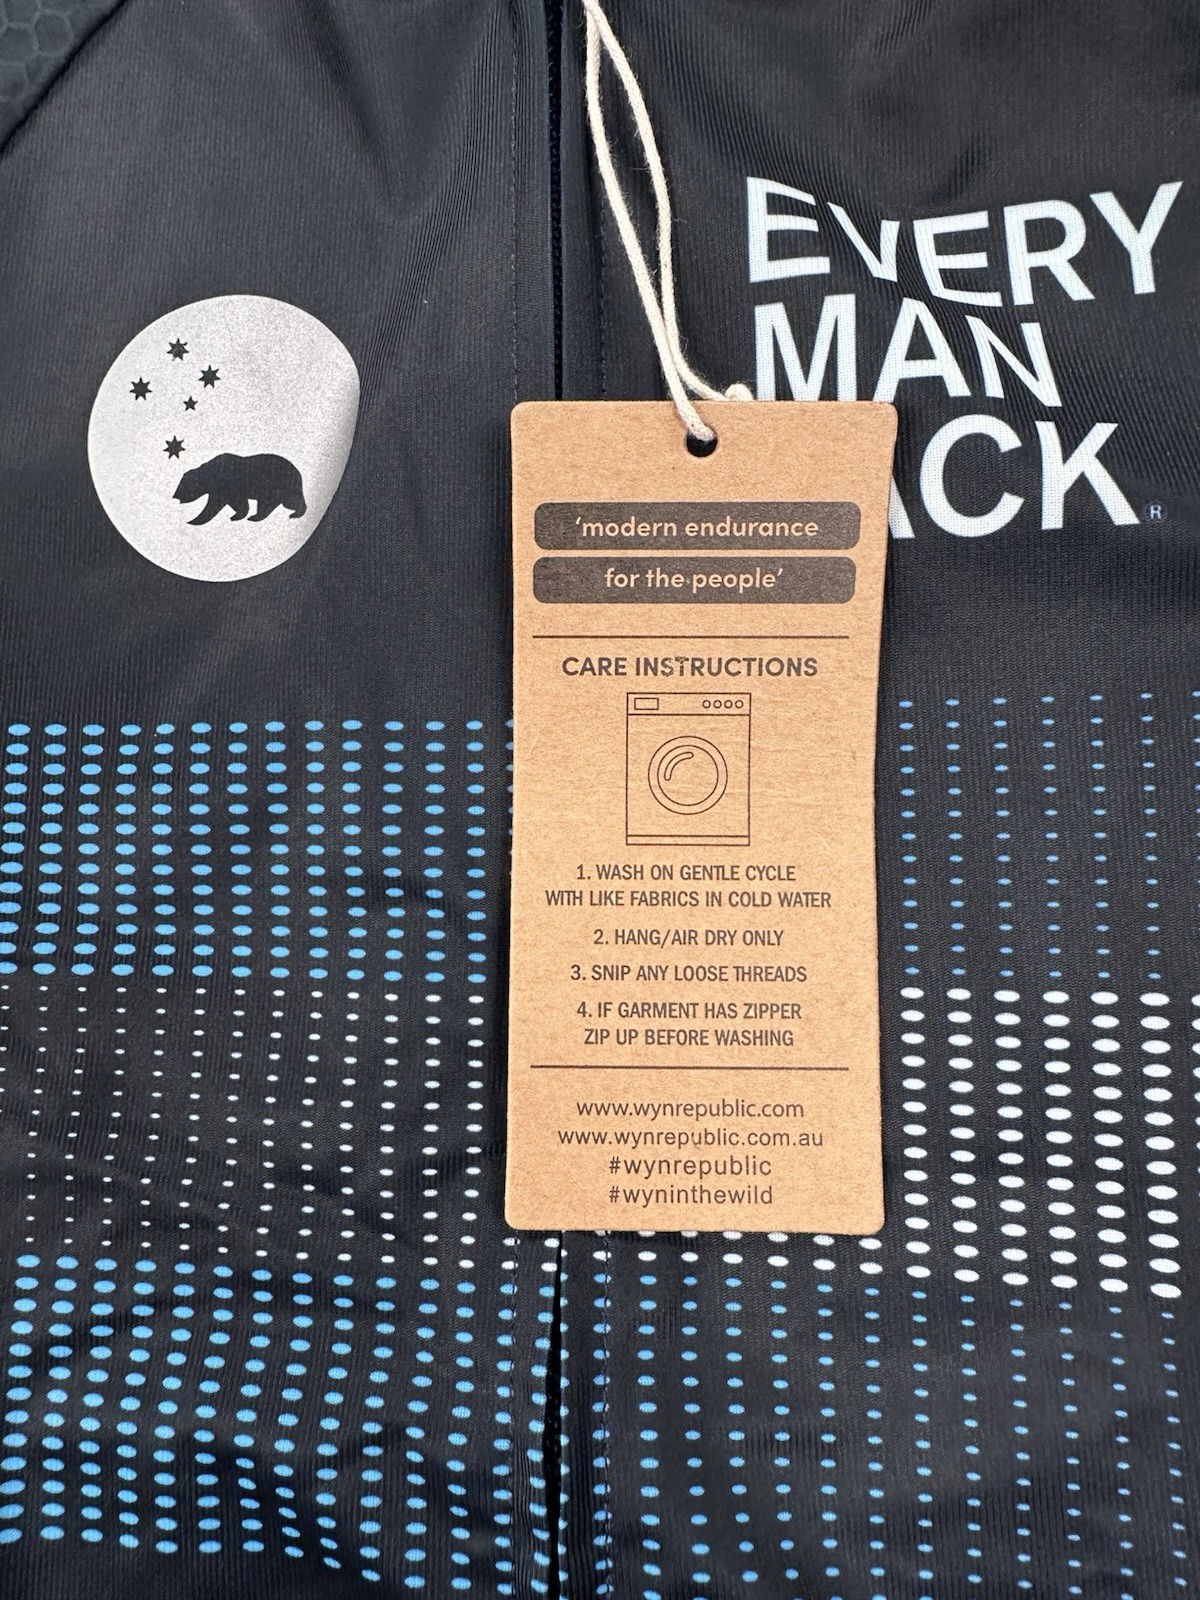 EVERY
MAN
ACK®
'modern endurance
for the people'
CARE INSTRUCTIONS
1. WASH ON GENTLE CYCLE
WITH LIKE FABRICS IN COLD WATER
2. HANG/AIR DRY ONLY
3. SNIP ANY LOOSE THREADS
4. IF GARMENT HAS ZIPPER
ZIP UP BEFORE WASHING
www.wynrepublic.com
www.wynrepublic.com.au
#wynrepublic
#wyninthewild